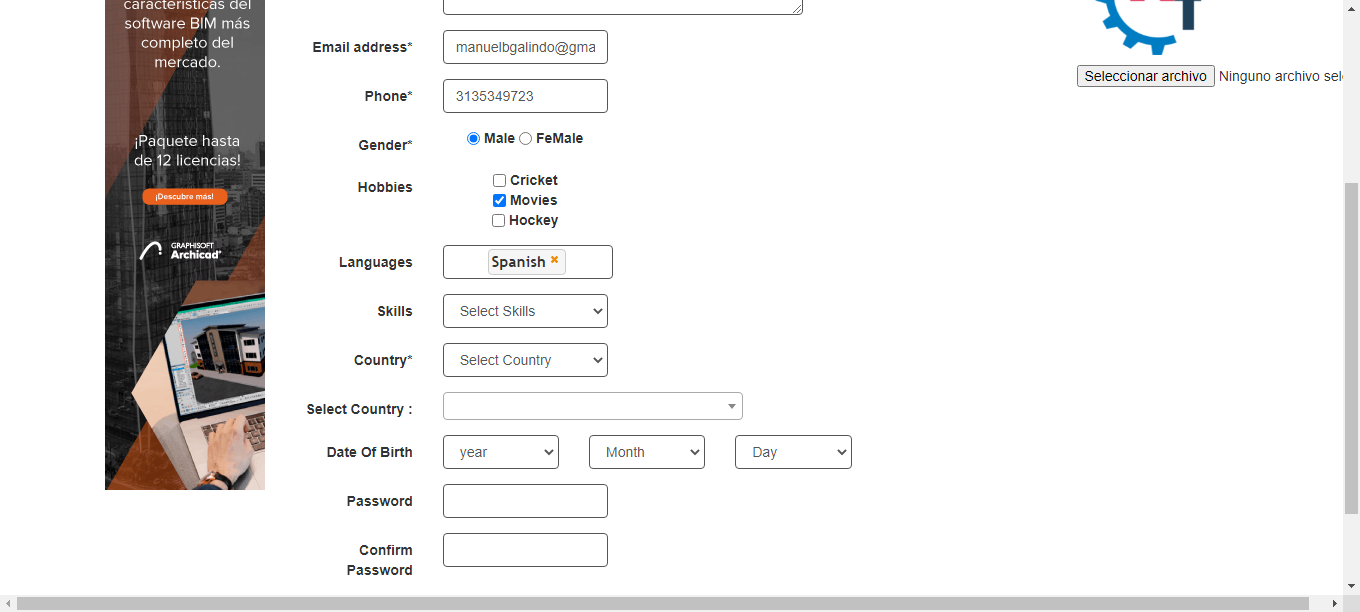 características del
software BIM más
completo del
mercado.
¡Paquete hasta
de 12 licencias!
¡Descubre más!
GRAPHISOFT
Archicad
Email address*
manuelbgalindo@gma
Phone*
3135349723
Gender*
Male FeMale
Hobbies
Cricket
Movies
Hockey
Languages
Spanish
Skills
Select Skills
Country*
Select Country
Select Country :
Date Of Birth
year Month Day
Password
Confirm
Password
Seleccionar archivo Ninguno archivo sel